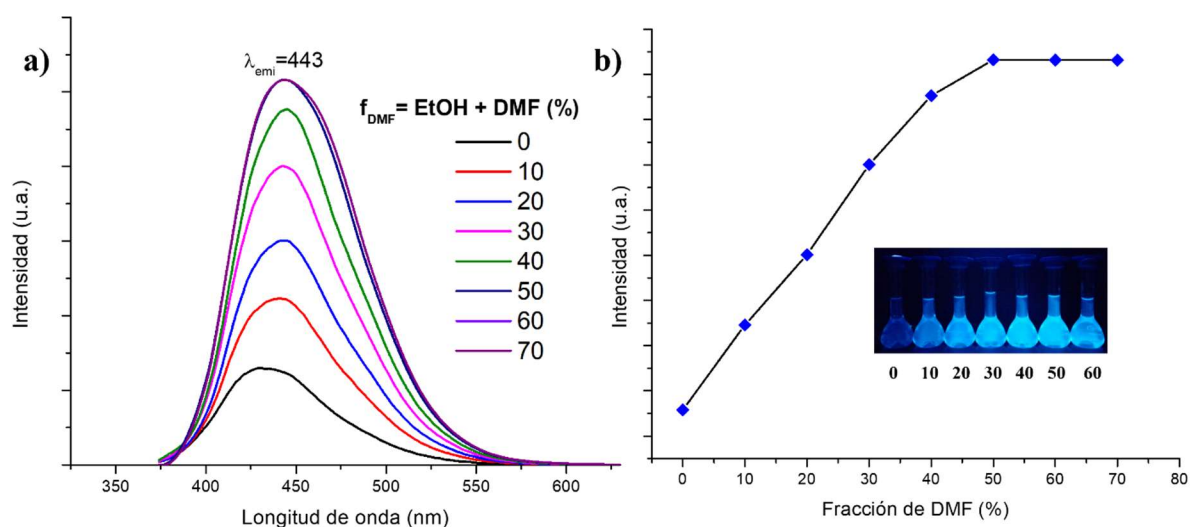 a)
λemi=443
fDMF= EtOH + DMF (%)
0
10
20
30
40
50
60
70
Intensidad (u.a.)
350 400 450 500 550 600
Longitud de onda (nm)
b)
Intensidad (u.a.)
0 10 20 30 40 50 60
0 10 20 30 40 50 60 70 80
Fracción de DMF (%)